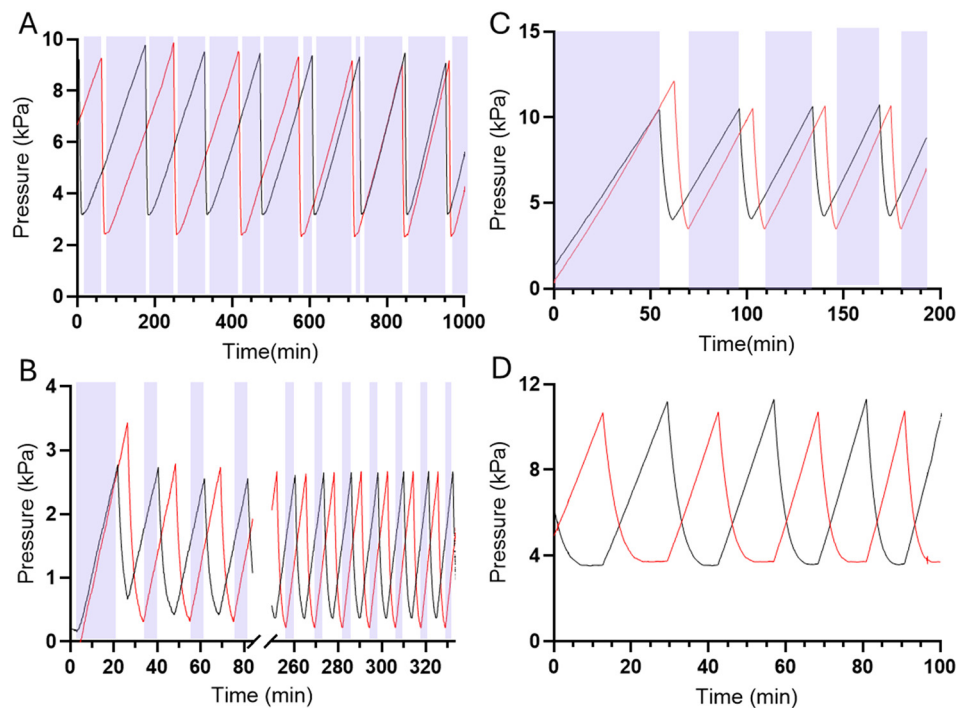 A
Pressure (kPa)
10
8
6
4
2
0
0 200 400 600 800 1000
Time(min)
C
Pressure (kPa)
15
10
5
0
0 50 100 150 200
Time(min)
B
Pressure (kPa)
4
3
2
1
0
0 20 40 60 80 260 280 300 320
Time (min)
D
Pressure (kPa)
12
8
4
0
0 20 40 60 80 100
Time (min)